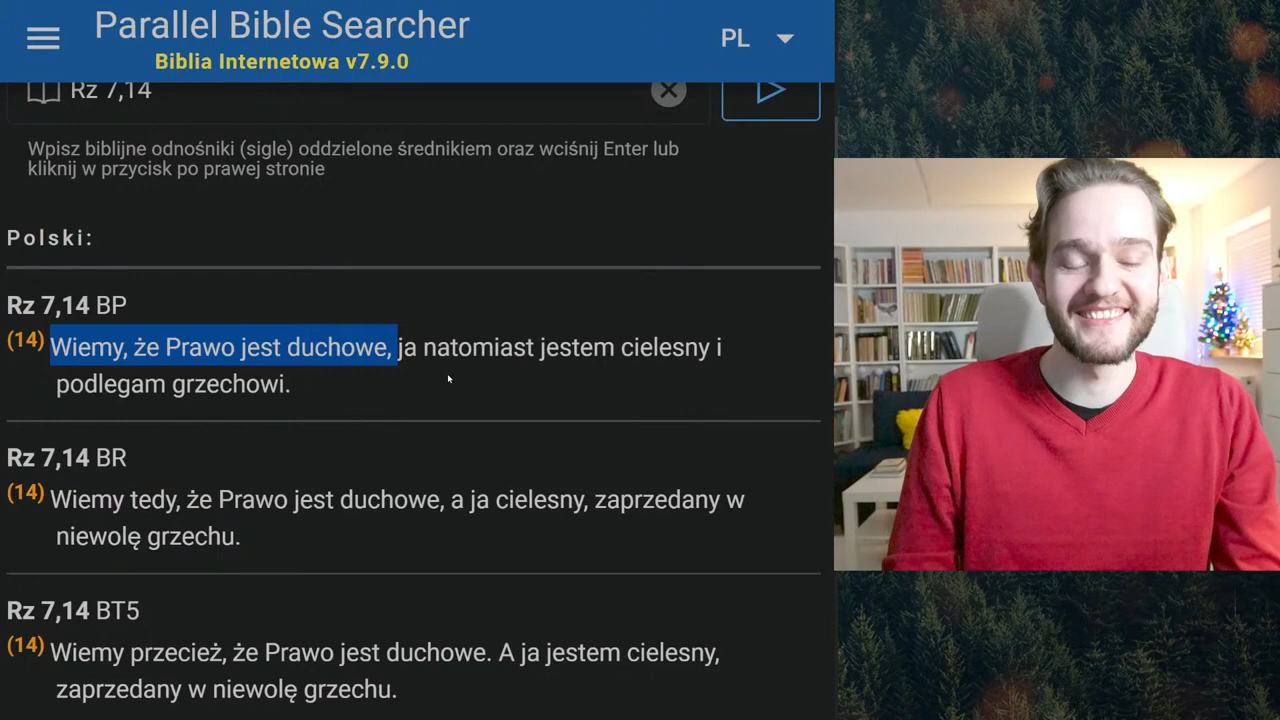 Parallel Bible Searcher
Biblia Internetowa v7.9.0
PL
Rz 7,14
Wpisz biblijne odnośniki (sigle) oddzielone średnikiem oraz wciśnij Enter lub
kliknij w przycisk po prawej stronie
Polski:
Rz 7,14 BP
(14) Wiemy, że Prawo jest duchowe, ja natomiast jestem cielesny i
podlegam grzechowi.
Rz 7,14 BR
(14) Wiemy tedy, że Prawo jest duchowe, a ja cielesny, zaprzedany w
niewolę grzechu.
Rz 7,14 BT5
(14) Wiemy przecież, że Prawo jest duchowe. A ja jestem cielesny,
zaprzedany w niewolę grzechu.